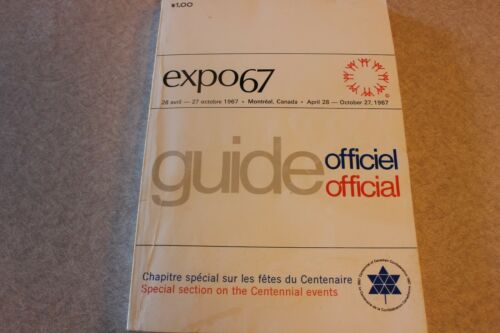 $1.00
expo67
28 avril — 27 octobre 1967 • Montréal, Canada • April 28 — October 27, 1967
guide officiel
official
Chapitre spécial sur les fêtes du Centenaire
Special section on the Centennial events